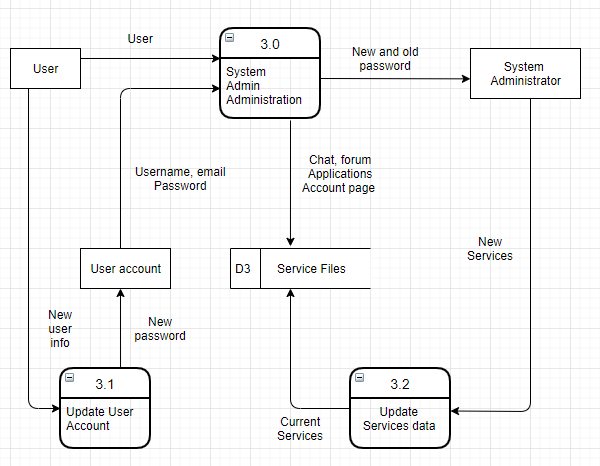 User
User
3.0
System
Admin
Administration
New and old
password
System
Administrator
Username, email
Password
Chat, forum
Applications
Account page
New
Services
User account
D3
Service Files
New
user
info
New
password
3.1
Update User
Account
Current
Services
3.2
Update
Services data